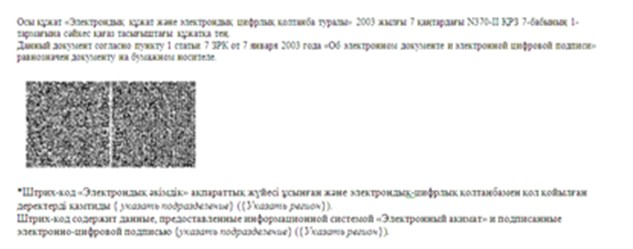 Осы құжат «Электрондық құжат және электрондық цифрлық қолтаңба туралы» 2003 жылғы 7 қаңтардағы N370-II ҚРЗ 7-бабының 1-
тармағына сәйкес қағаз тасығыштағы құжатқа тең.
Данный документ согласно пункту 1 статьи 7 ЗРК от 7 января 2003 года «Об электронном документе и электронной цифровой подписи»
равнозначен документу на бумажном носителе.
*Штрих-код «Электрондық әкімдік» ақпараттық жүйесі ұсынған және электрондық-цифрлық қолтаңбамен қол қойылған
деректерді қамтиды { указать подразделение} ({Указать регион}).
Штрих-код содержит данные, предоставленные информационной системой «Электронный акимат» и подписанные
электронно-цифровой подписью {указать подразделение} ({Указать регион}).